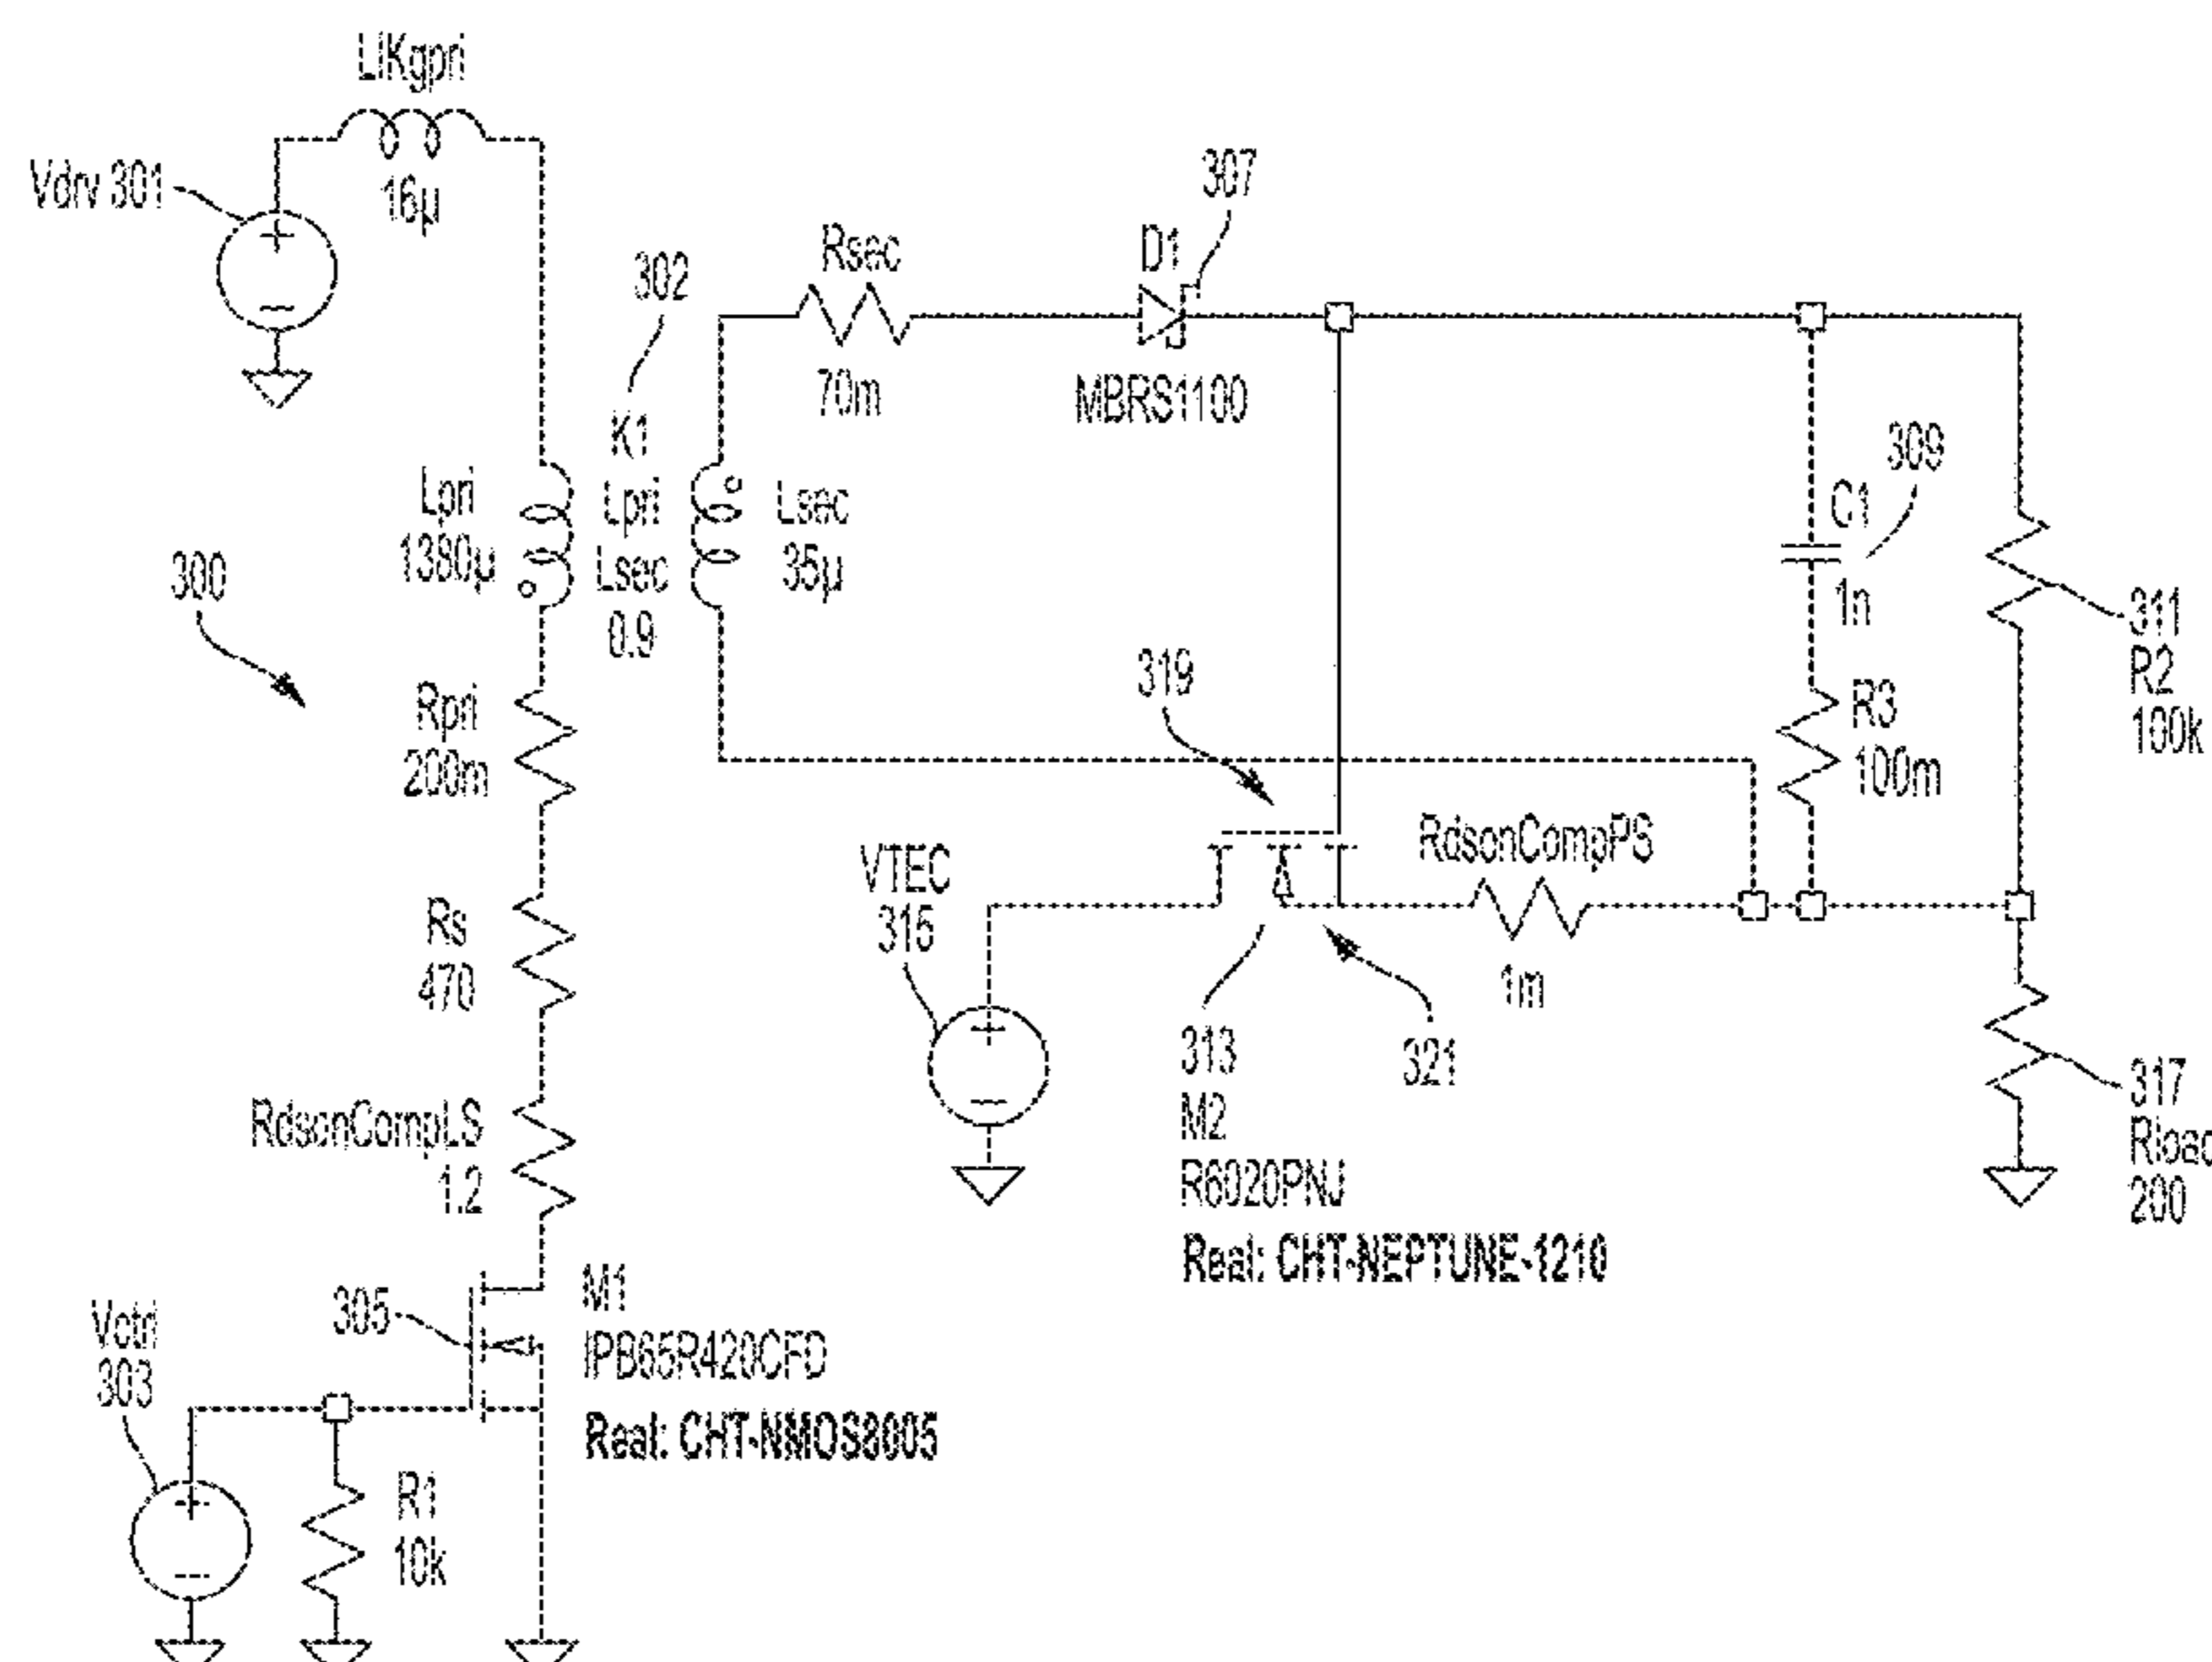 LIKgpri
16µ
Vdrv 301
307
302
Rsec
70m
D1
MBRS1100
K1
Lpri
Lsec
0.9
Lpri
1380µ
Lsec
35µ
309
C1
1n
300
311
R2
100k
Rpri
200m
319
R3
100m
RdsonCompPS
1m
VTEC
315
Rs
470
313
M2
R6020PNJ
Real: CHT-NEPTUNE-1210
321
317
Rload
200
RdsonCompLS
1.2
305
M1
IPB65R420CFD
Real: CHT-NMOS8005
Vctrl
303
R1
10k